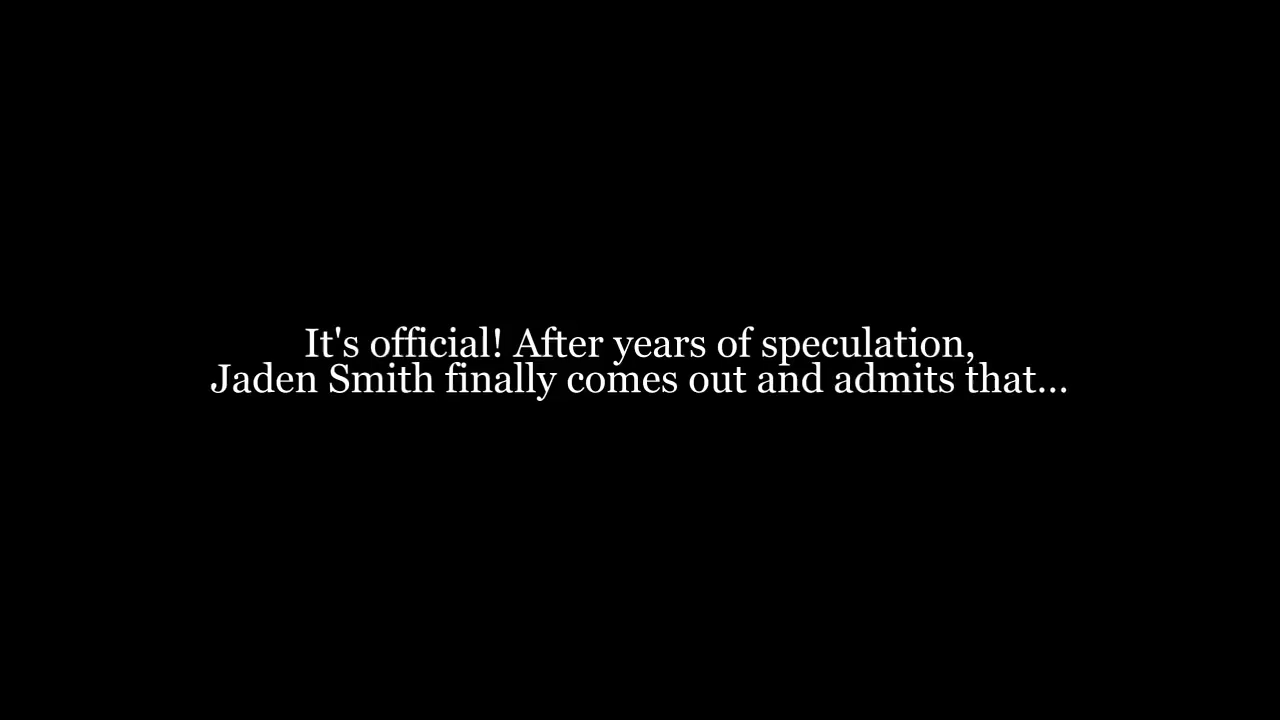 It's official! After years of speculation,
Jaden Smith finally comes out and admits that...